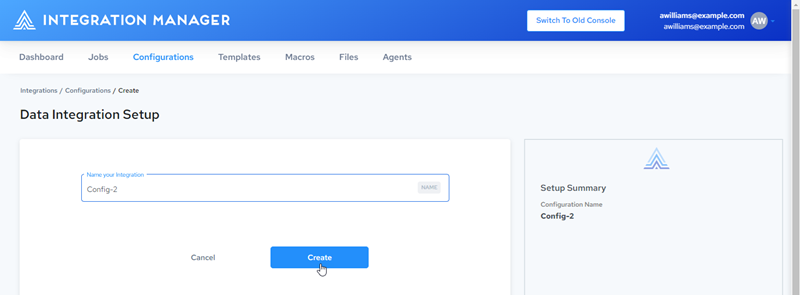 INTEGRATION MANAGER
Switch To Old Console
awilliams@example.com
awilliams@example.com
AW
Dashboard Jobs Configurations Templates Macros Files Agents
Integrations / Configurations / Create
Data Integration Setup
Name your Integration
Config-2
NAME
Cancel
Create
Setup Summary
Configuration Name
Config-2